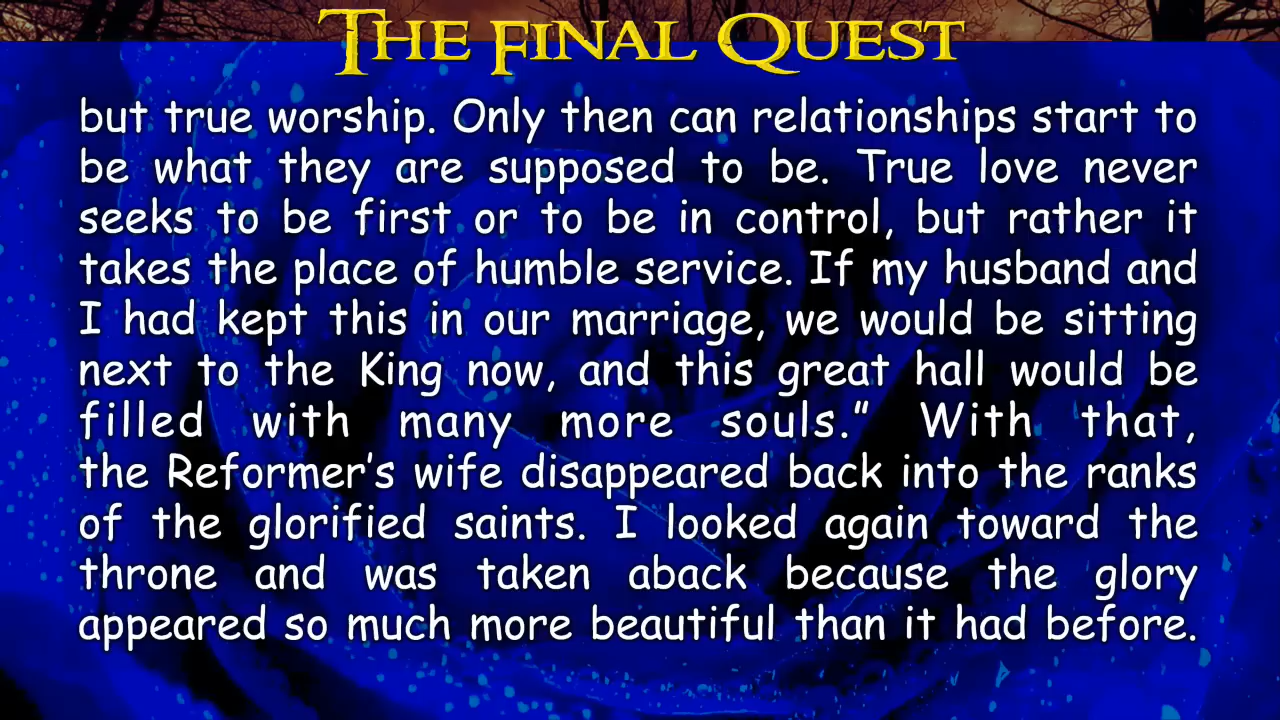 THE FINAL QUEST
but true worship. Only then can relationships start to
be what they are supposed to be. True love never
seeks to be first or to be in control, but rather it
takes the place of humble service. If my husband and
I had kept this in our marriage, we would be sitting
next to the King now, and this great hall would be
filled with many more souls.” With that,
the Reformer’s wife disappeared back into the ranks
of the glorified saints. I looked again toward the
throne and was taken aback because the glory
appeared so much more beautiful than it had before.